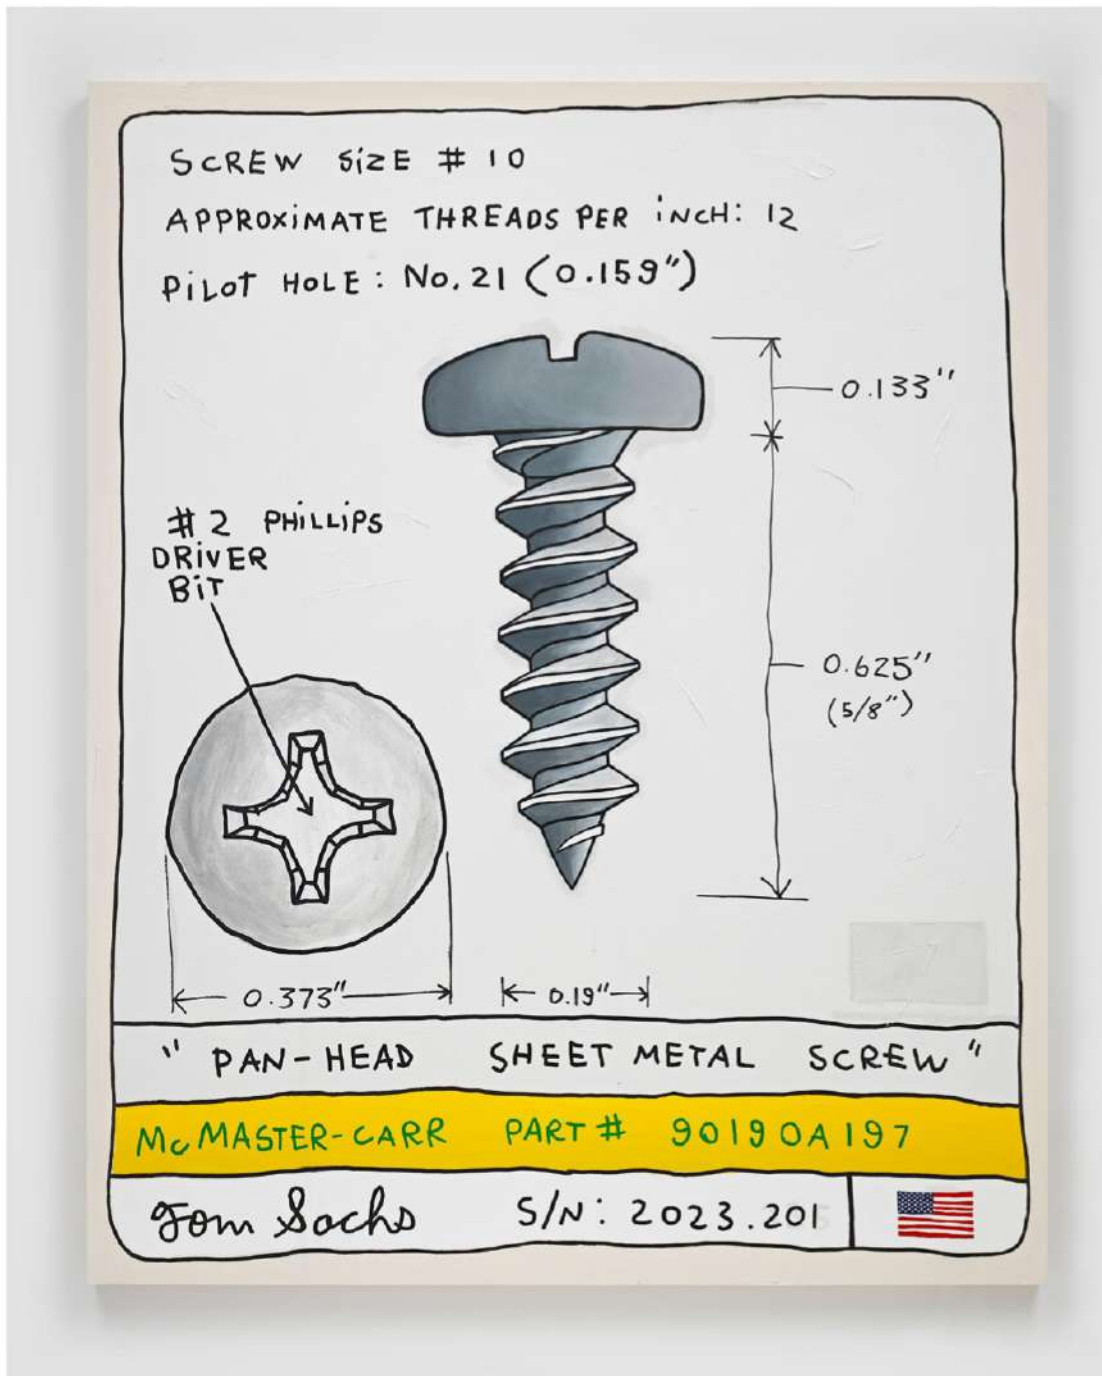 SCREW SiZE # 10
APPROXiMATE THREADS PER iNCH: 12
PiLOT HOLE: No. 21 (0.159")
0.133"
#2 PHiLLiPS
DRiVER
BiT
0.625"
(5/8")
0.373"
0.19"
" PAN-HEAD SHEET METAL SCREW "
McMASTER-CARR PART# 90190A197
Tom Sachs S/N: 2023.201